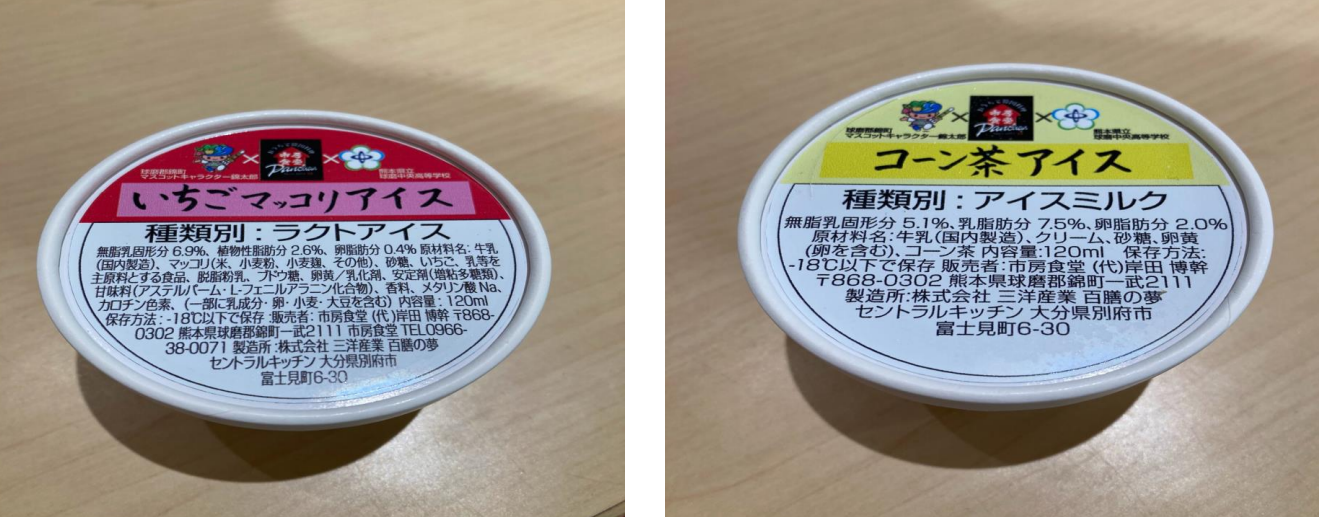 球磨郡錦町
マスコットキャラクター錦太郎
×
市房
食堂
×
熊本県立
球磨中央高等学校
いちごマッコリアイス
種類別：ラクトアイス
無脂乳固形分 6.9%、植物性脂肪分 2.6%、卵脂肪分 0.4% 原材料名：牛乳
(国内製造)、マッコリ(米、小麦粉、小麦麹、その他)、砂糖、いちご、乳等を
主原料とする食品、脱脂粉乳、ブドウ糖、卵黄／乳化剤、安定剤(増粘多糖類)、
甘味料(アステルパーム・L-フェニルアラニン化合物)、香料、メタリン酸Na、
カロチン色素、(一部に乳成分・卵・小麦・大豆を含む) 内容量：120ml
保存方法：-18℃以下で保存：販売者：市房食堂 (代)岸田 博幹 〒868-
0302 熊本県球磨郡錦町一武2111 市房食堂 TEL0966-
38-0071 製造所：株式会社 三洋産業 百膳の夢
セントラルキッチン 大分県別府市
富士見町6-30
球磨郡錦町
マスコットキャラクター錦太郎
×
市房
食堂
×
熊本県立
球磨中央高等学校
コーン茶アイス
種類別：アイスミルク
無脂乳固形分 5.1%、乳脂肪分 7.5%、卵脂肪分 2.0%
原材料名：牛乳(国内製造)、クリーム、砂糖、卵黄
(卵を含む)、コーン茶 内容量：120ml 保存方法：
-18℃以下で保存 販売者：市房食堂 (代)岸田 博幹
〒868-0302 熊本県球磨郡錦町一武2111
製造所：株式会社 三洋産業 百膳の夢
セントラルキッチン 大分県別府市
富士見町6-30